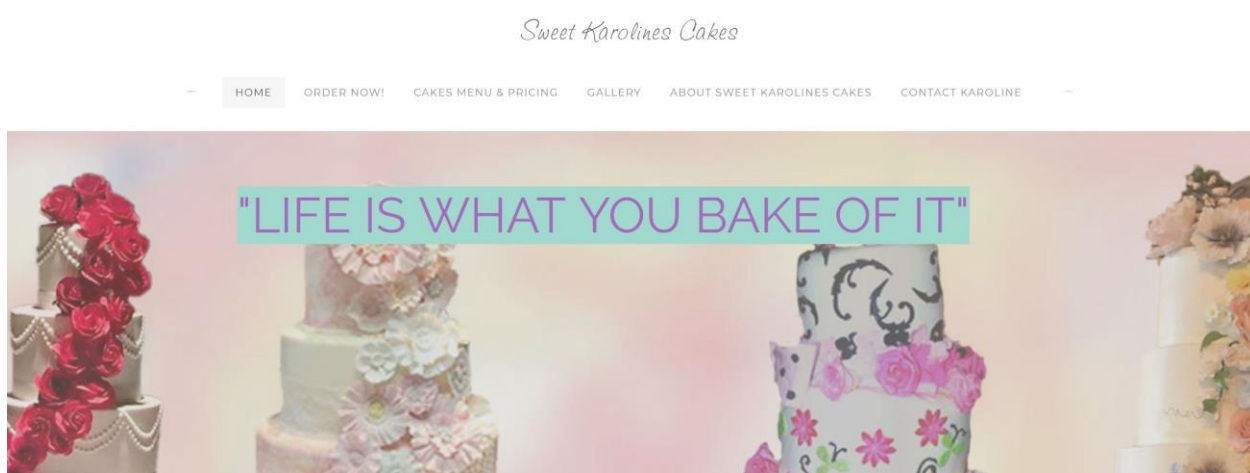 Sweet Karolines Cakes
HOME ORDER NOW! CAKES MENU & PRICING GALLERY ABOUT SWEET KAROLINES CAKES CONTACT KAROLINE
"LIFE IS WHAT YOU BAKE OF IT"